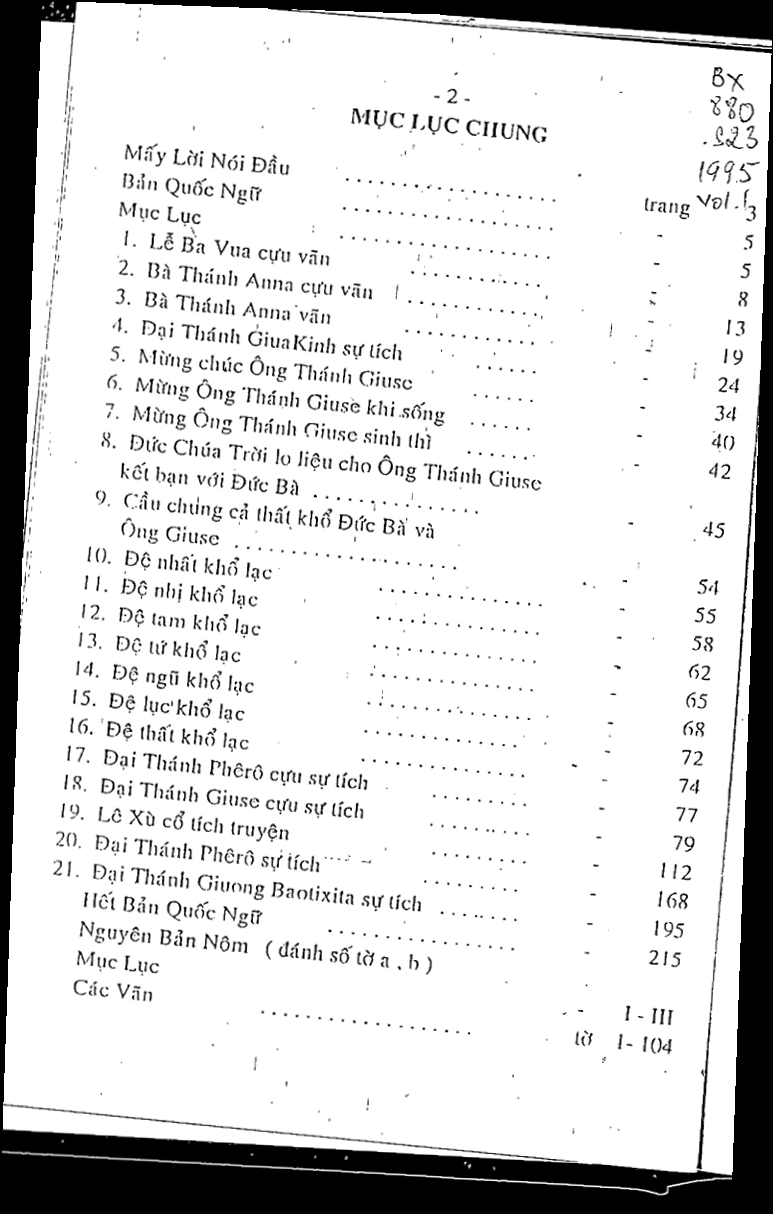 - 2 -
MỤC LỤC CHUNG
BX
880
.S23
1995
Vol. 1
Mấy Lời Nói Đầu .................. trang 3
Bản Quốc Ngữ .................. - 5
Mục Lục .................. - 5
1. Lễ Ba Vua cựu vãn ............ - 8
2. Bà Thánh Anna cựu vãn ............ - 13
3. Bà Thánh Anna vãn ............ - 19
4. Đại Thánh GiuaKinh sự tích ...... - 24
5. Mừng chúc Ông Thánh Giuse ...... - 34
6. Mừng Ông Thánh Giuse khi sống ...... - 40
7. Mừng Ông Thánh Giuse sinh thì ...... - 42
8. Đức Chúa Trời lo liệu cho Ông Thánh Giuse
kết bạn với Đức Bà .............. - 45
9. Cầu chung cả thất khổ Đức Bà và
Ông Giuse .................. - 54
10. Đệ nhất khổ lạc .............. - 55
11. Đệ nhị khổ lạc .............. - 58
12. Đệ tam khổ lạc .............. - 62
13. Đệ tứ khổ lạc .............. - 65
14. Đệ ngũ khổ lạc .............. - 68
15. Đệ lục khổ lạc .............. - 72
16. Đệ thất khổ lạc .............. - 74
17. Đại Thánh Phêrô cựu sự tích ......... - 77
18. Đại Thánh Giuse cựu sự tích ......... - 79
19. Lê Xù cổ tích truyện ......... - 112
20. Đại Thánh Phêrô sự tích ......... - 168
21. Đại Thánh Giuong Baotixita sự tích ....... - 195
Hết Bản Quốc Ngữ ................ - 215
Nguyên Bản Nôm ( đánh số tờ a , b )
Mục Lục - I - III
Các Vãn ................... tờ 1- 104